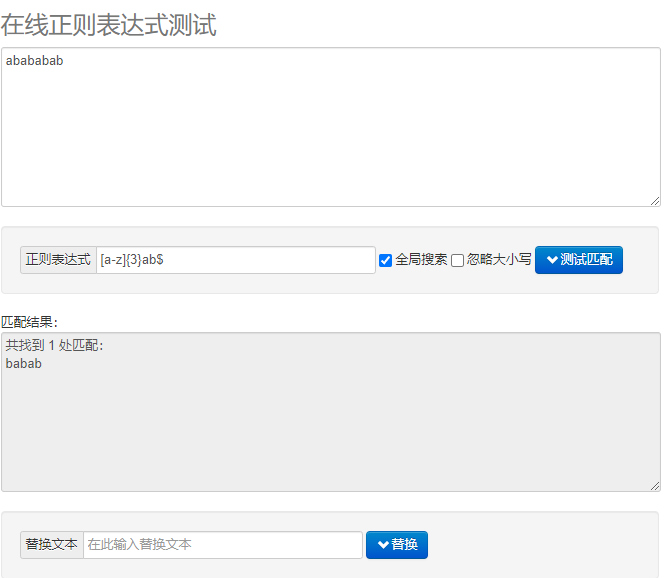 在线正则表达式测试
abababab
正则表达式 [a-z]{3}ab$ 全局搜索 忽略大小写 测试匹配
匹配结果:
共找到 1 处匹配:
babab
替换文本 在此输入替换文本 替换